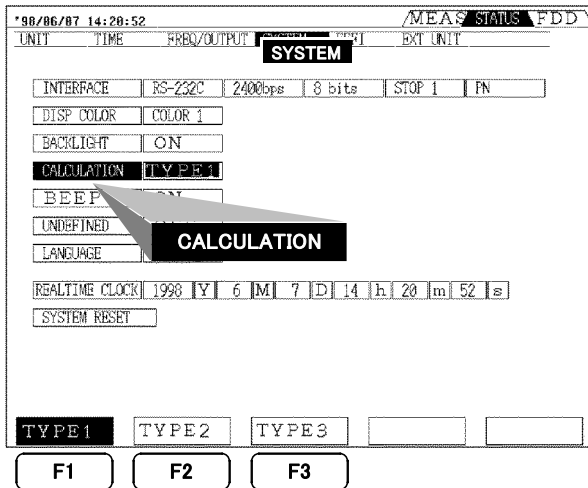 '98/06/07 14:20:52 MEAS STATUS FDD
UNIT TIME FREQ/OUTPUT EXT UNIT
SYSTEM
INTERFACE RS-232C 2400bps 8 bits STOP 1 PN
DISP COLOR COLOR 1
BACKLIGHT ON
CALCULATION TYPE1
BEEP ON
UNDEFINED
CALCULATION
LANGUAGE
REALTIME CLOCK 1998 Y 6 M 7 D 14 h 20 m 52 s
SYSTEM RESET
TYPE1 TYPE2 TYPE3
F1 F2 F3